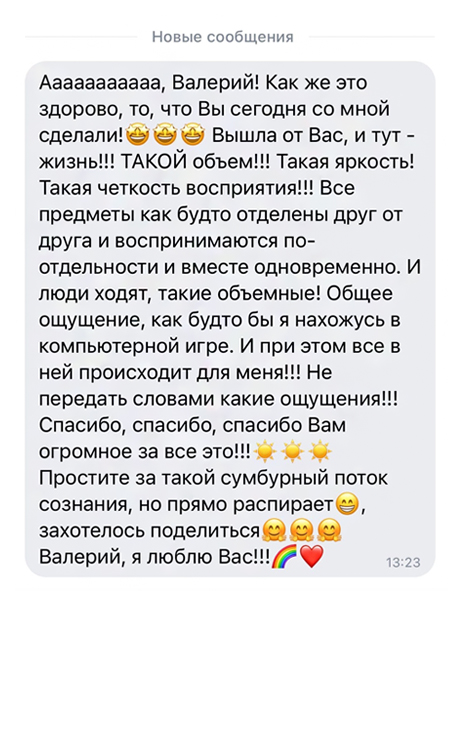 Новые сообщения
Аааааааааааа, Валерий! Как же это
здорово, то, что Вы сегодня со мной
сделали!🤩🤩🤩 Вышла от Вас, и тут -
жизнь!!! ТАКОЙ объем!!! Такая яркость!
Такая четкость восприятия!!! Все
предметы как будто отделены друг от
друга и воспринимаются по-
отдельности и вместе одновременно. И
люди ходят, такие объемные! Общее
ощущение, как будто бы я нахожусь в
компьютерной игре. И при этом все в
ней происходит для меня!!! Не
передать словами какие ощущения!!!
Спасибо, спасибо, спасибо Вам
огромное за все это!!!☀️☀️☀️
Простите за такой сумбурный поток
сознания, но прямо распирает😁,
захотелось поделиться🤗🤗🤗
Валерий, я люблю Вас!!!🌈❤️
13:23